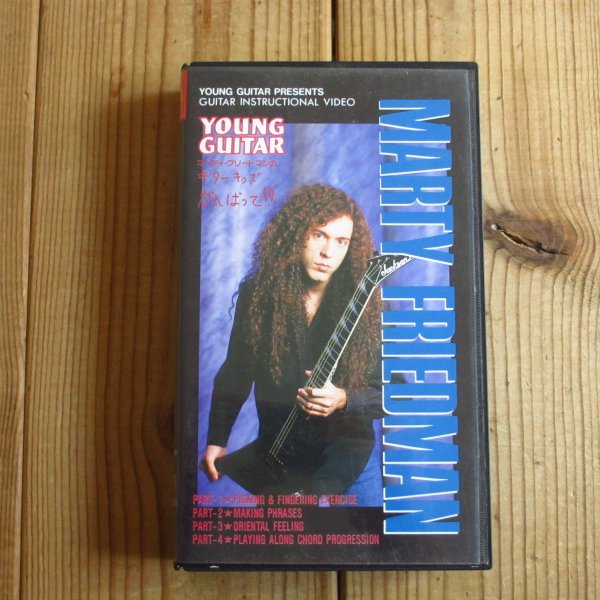 YOUNG GUITAR PRESENTS
GUITAR INSTRUCTIONAL VIDEO
YOUNG
GUITAR
マーティ・フリードマンの
ギターキッズ
がんばって!!
Jackson
MARTY FRIEDMAN
PART-1★PICKING & FINGERING EXERCISE
PART-2★MAKING PHRASES
PART-3★ORIENTAL FEELING
PART-4★PLAYING ALONG CHORD PROGRESSION